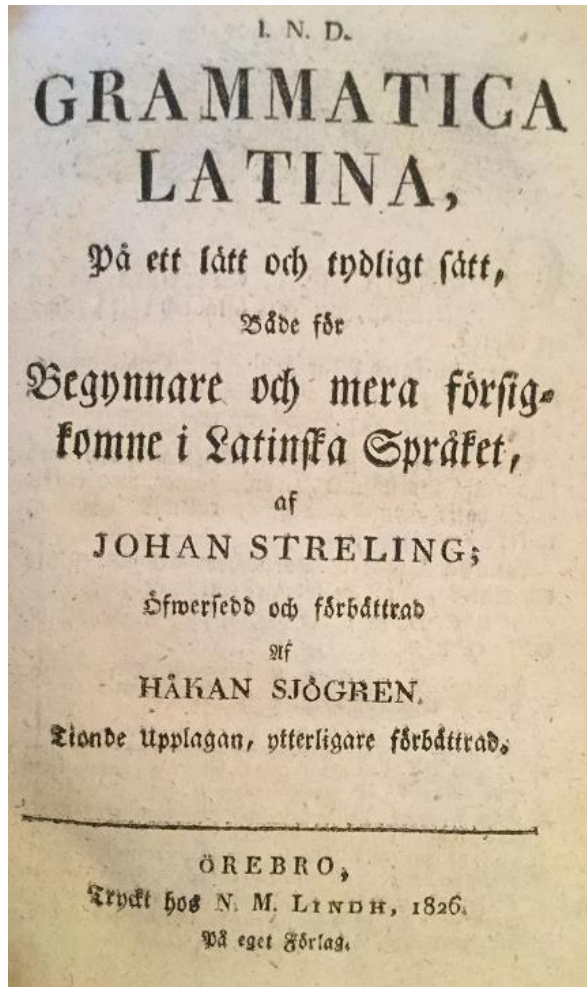 I. N. D.
GRAMMATICA
LATINA,
På ett lätt och tydligt sätt,
Både för
Begynnare och mera försig-
komne i Latinska Språket,
af
JOHAN STRELING;
Öfwersedd och förbättrad
Af
HÅKAN SJÖGREN.
Tionde Upplagan, ytterligare förbättrad.
ÖREBRO,
Tryckt hos N. M. LINDH, 1826.
På eget Förlag.